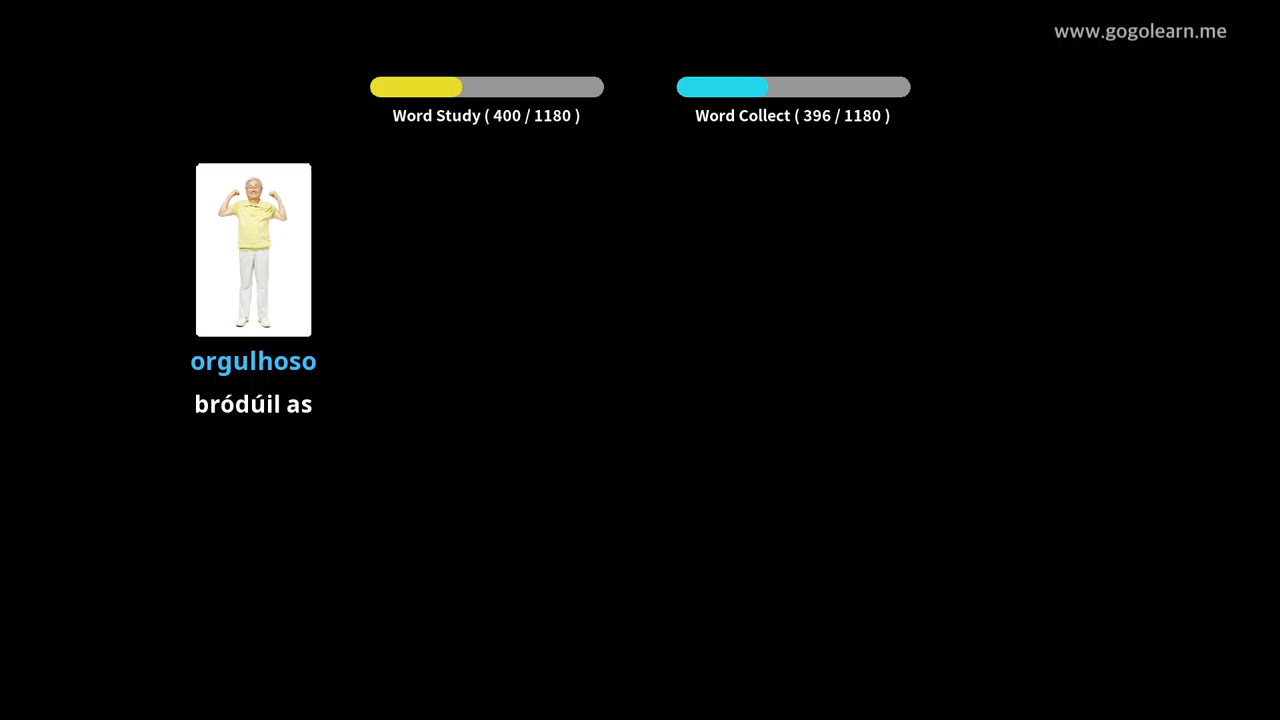 www.gogolearn.me
Word Study ( 400 / 1180 )
Word Collect ( 396 / 1180 )
orgulhoso
bródúil as